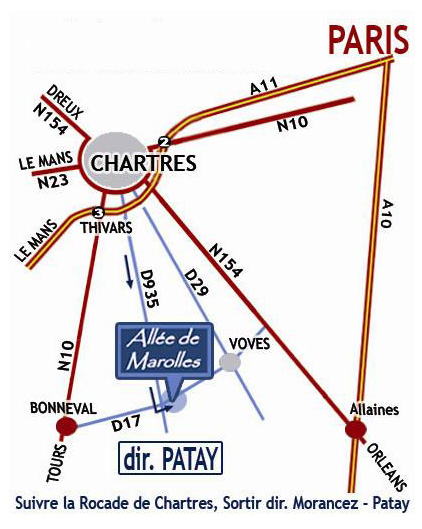 PARIS
A11
DREUX
N154
2
N10
LE MANS
N23
CHARTRES
3
THIVARS
LE MANS
A10
N154
D935
D29
Allée de
Marolles
VOVES
N10
BONNEVAL
D17
Allaines
TOURS
dir. PATAY
ORLEANS
Suivre la Rocade de Chartres, Sortir dir. Morancez - Patay